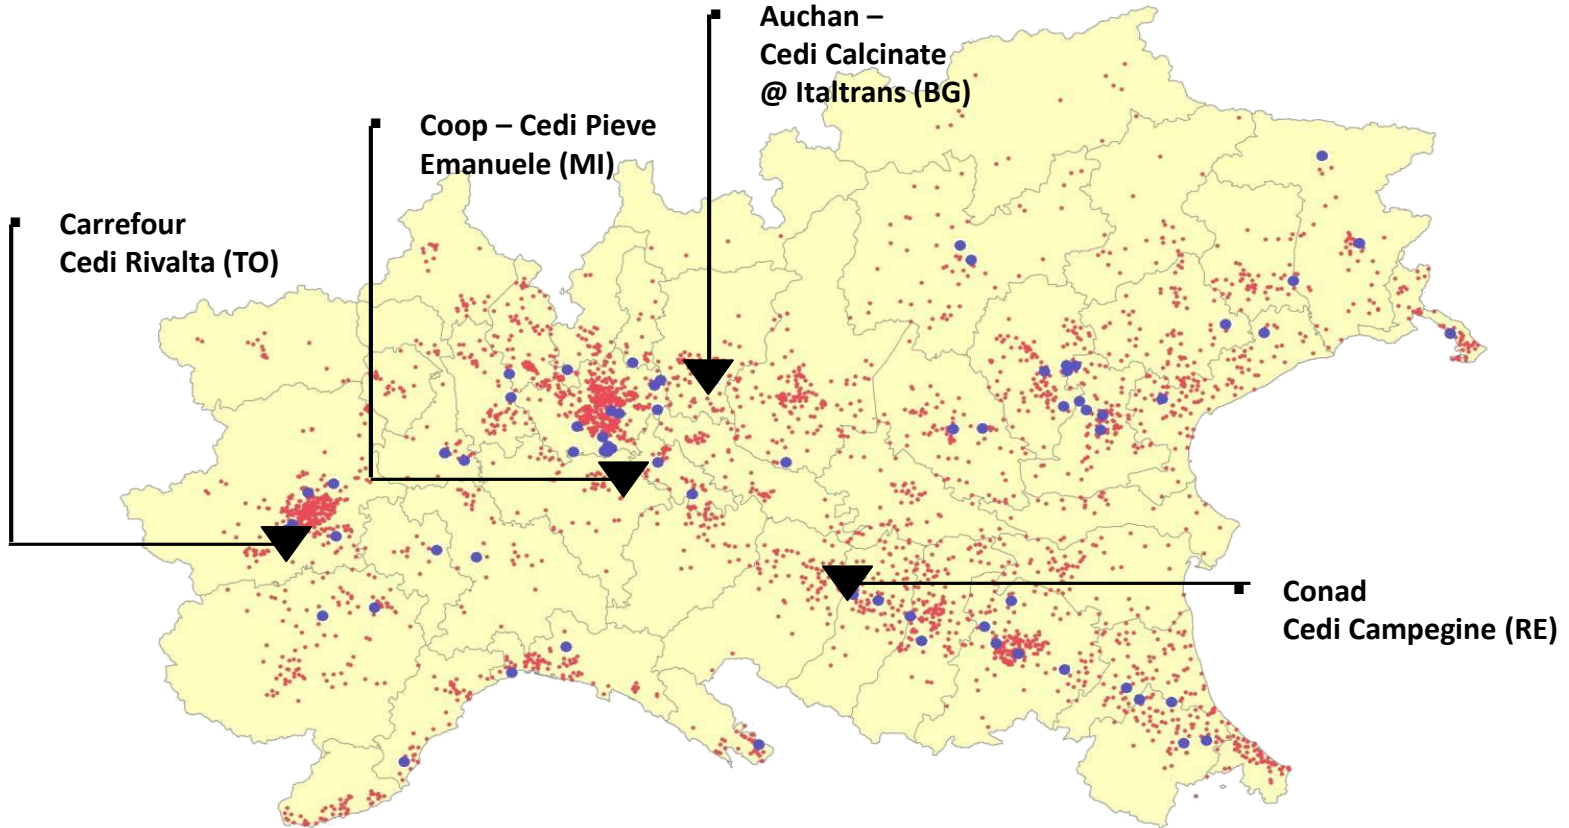 Auchan –
Cedi Calcinate
@ Italtrans (BG)
Coop – Cedi Pieve
Emanuele (MI)
Carrefour
Cedi Rivalta (TO)
Conad
Cedi Campegine (RE)